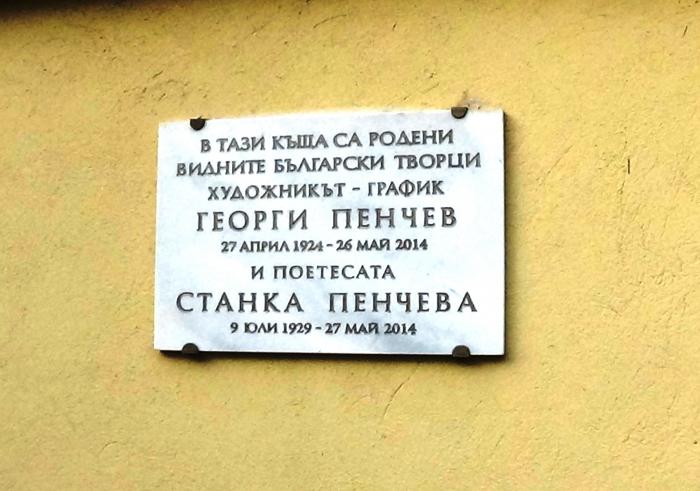 В ТАЗИ КЪЩА СА РОДЕНИ
ВИДНИТЕ БЪЛГАРСКИ ТВОРЦИ
ХУДОЖНИКЪТ - ГРАФИК
ГЕОРГИ ПЕНЧЕВ
27 АПРИЛ 1924 - 26 МАЙ 2014
И ПОЕТЕСАТА
СТАНКА ПЕНЧЕВА
9 ЮЛИ 1929 - 27 МАЙ 2014